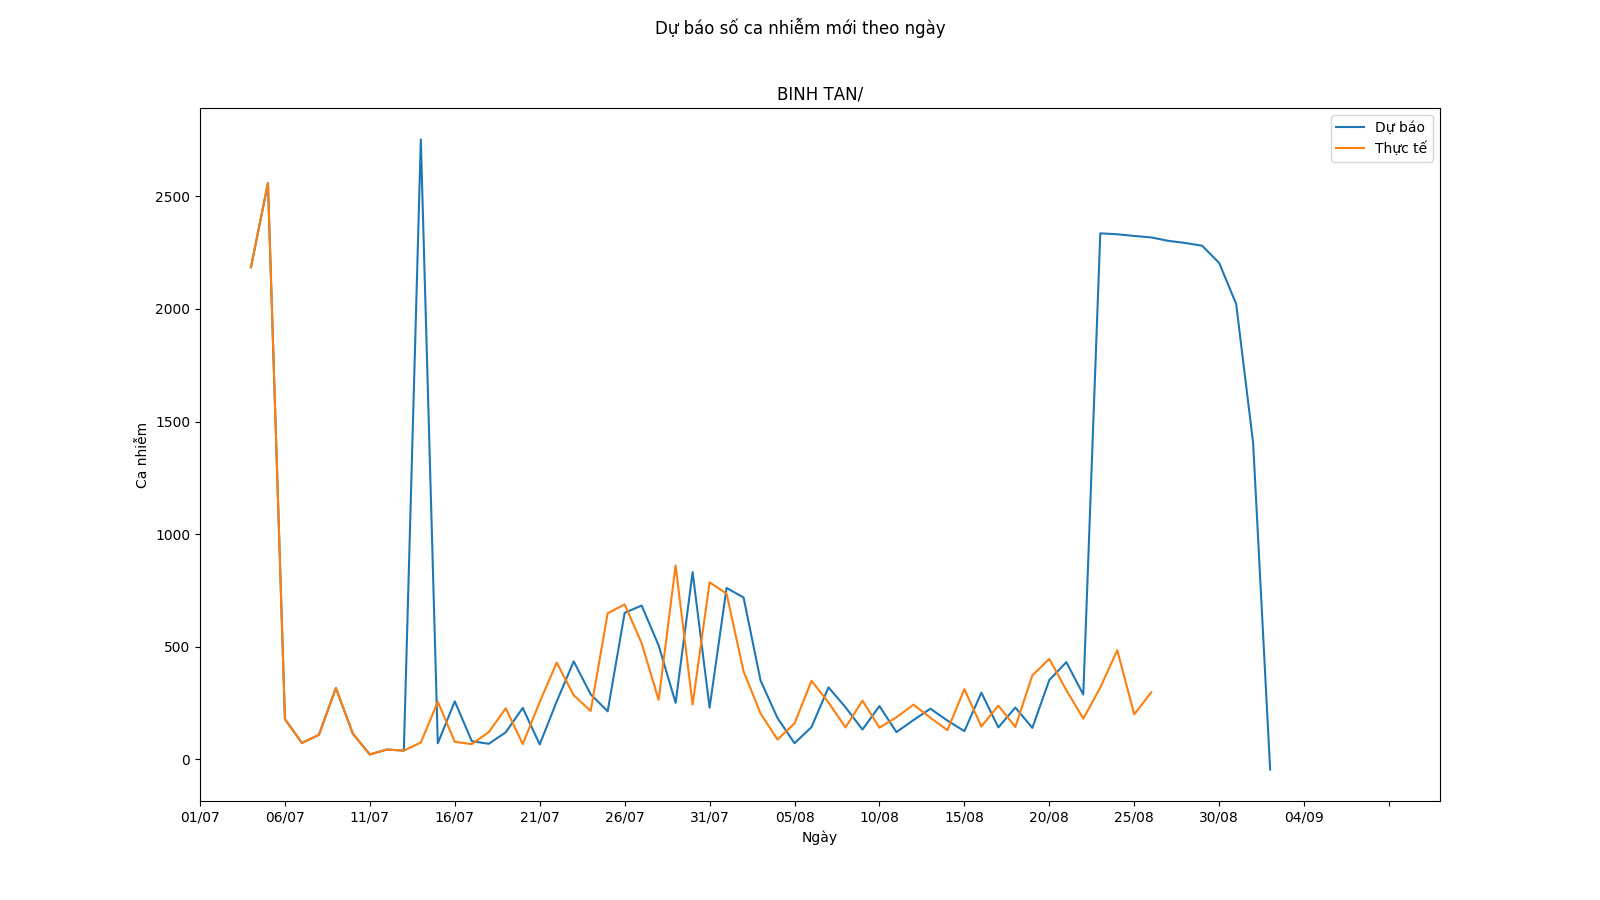 Dự báo số ca nhiễm mới theo ngày
BINH TAN/
Dự báo
Thực tế
2500
2000
1500
1000
500
0
Ca nhiễm
01/07 06/07 11/07 16/07 21/07 26/07 31/07 05/08 10/08 15/08 20/08 25/08 30/08 04/09
Ngày